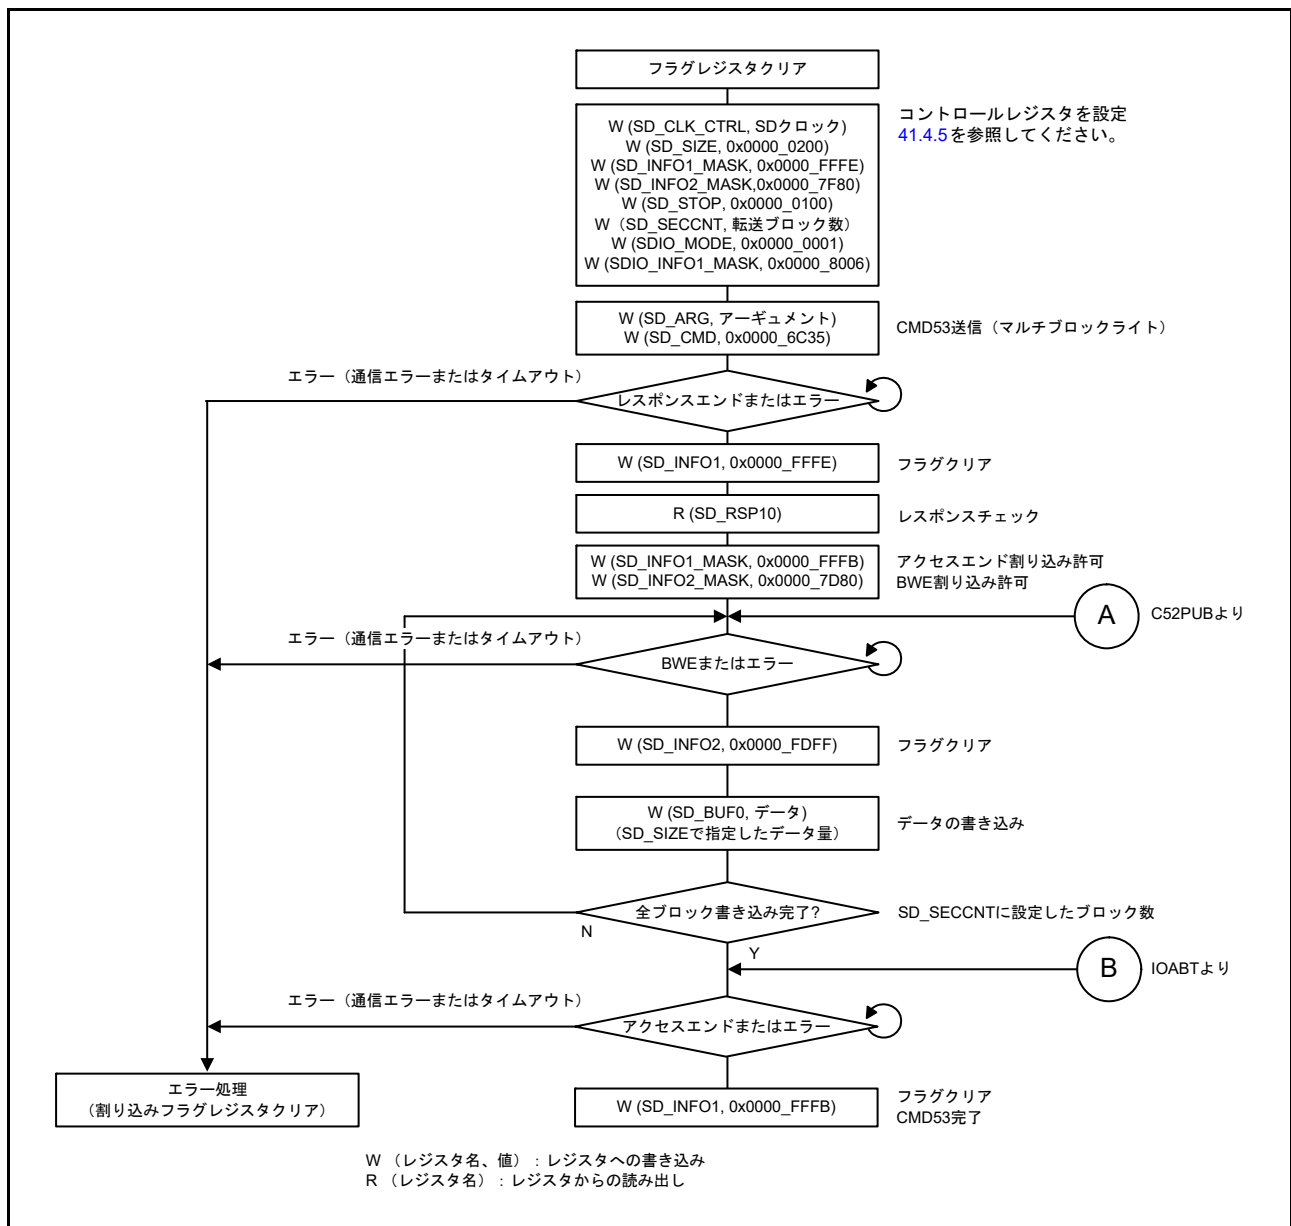 フラグレジスタクリア
W (SD_CLK_CTRL, SDクロック)
W (SD_SIZE, 0x0000_0200)
W (SD_INFO1_MASK, 0x0000_FFFE)
W (SD_INFO2_MASK,0x0000_7F80)
W (SD_STOP, 0x0000_0100)
W（SD_SECCNT, 転送ブロック数）
W (SDIO_MODE, 0x0000_0001)
W (SDIO_INFO1_MASK, 0x0000_8006)
コントロールレジスタを設定
41.4.5を参照してください。
W (SD_ARG, アーギュメント)
W (SD_CMD, 0x0000_6C35)
CMD53送信（マルチブロックライト）
エラー（通信エラーまたはタイムアウト）
レスポンスエンドまたはエラー
W (SD_INFO1, 0x0000_FFFE)
フラグクリア
R (SD_RSP10)
レスポンスチェック
W (SD_INFO1_MASK, 0x0000_FFFB)
W (SD_INFO2_MASK, 0x0000_7D80)
アクセスエンド割り込み許可
BWE割り込み許可
A
C52PUBより
エラー（通信エラーまたはタイムアウト）
BWEまたはエラー
W (SD_INFO2, 0x0000_FDFF)
フラグクリア
W (SD_BUF0, データ)
（SD_SIZEで指定したデータ量）
データの書き込み
全ブロック書き込み完了?
SD_SECCNTに設定したブロック数
N
Y
B
IOABTより
エラー（通信エラーまたはタイムアウト）
アクセスエンドまたはエラー
エラー処理
（割り込みフラグレジスタクリア）
W (SD_INFO1, 0x0000_FFFB)
フラグクリア
CMD53完了
W （レジスタ名、値）：レジスタへの書き込み
R （レジスタ名）：レジスタからの読み出し